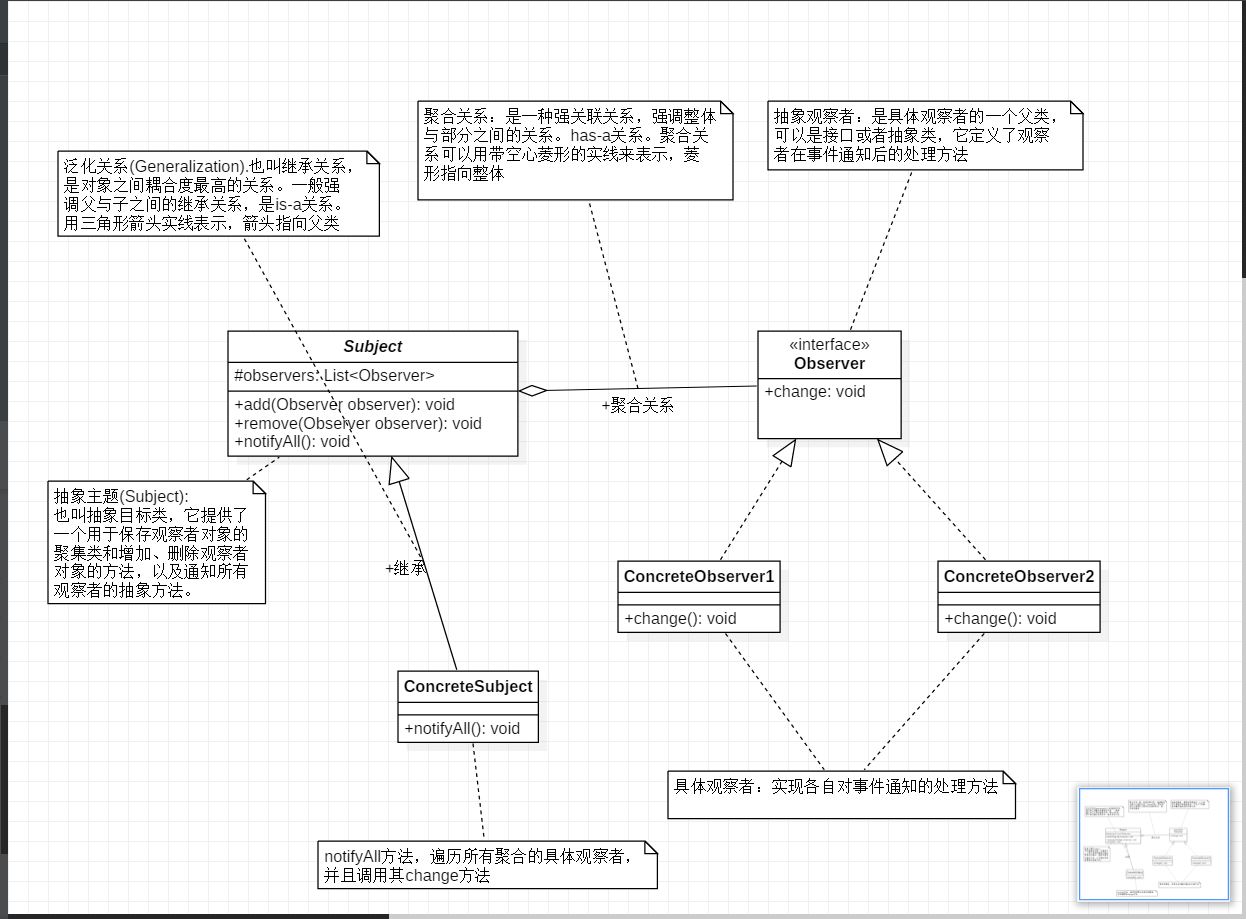 聚合关系：是一种强关联关系，强调整体
与部分之间的关系。has-a关系。聚合关
系可以用带空心菱形的实线来表示，菱
形指向整体
抽象观察者：是具体观察者的一个父类，
可以是接口或者抽象类，它定义了观察
者在事件通知后的处理方法
泛化关系(Generalization).也叫继承关系，
是对象之间耦合度最高的关系。一般强
调父与子之间的继承关系，是is-a关系。
用三角形箭头实线表示，箭头指向父类
Subject
#observers: List<Observer>
+add(Observer observer): void
+remove(Observer observer): void
+notifyAll(): void
+聚合关系
«interface»
Observer
+change: void
抽象主题(Subject):
也叫抽象目标类，它提供了
一个用于保存观察者对象的
聚集类和增加、删除观察者
对象的方法，以及通知所有
观察者的抽象方法。
+继承
ConcreteObserver1
+change(): void
ConcreteObserver2
+change(): void
ConcreteSubject
+notifyAll(): void
具体观察者：实现各自对事件通知的处理方法
notifyAll方法，遍历所有聚合的具体观察者，
并且调用其change方法